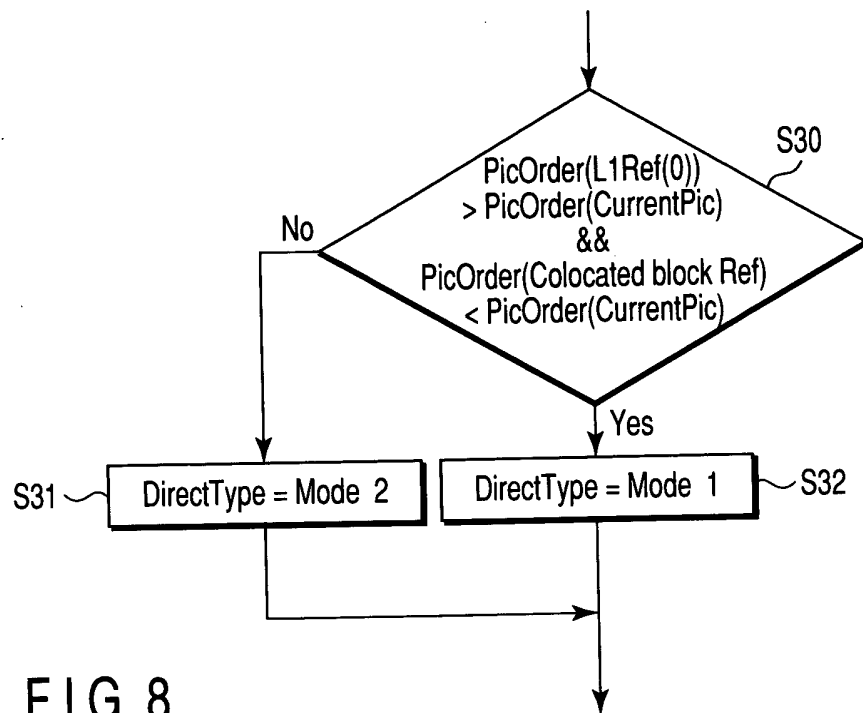 S30
PicOrder(L1Ref(0))
> PicOrder(CurrentPic)
&&
PicOrder(Colocated block Ref)
< PicOrder(CurrentPic)
No
Yes
S31
DirectType = Mode 2
DirectType = Mode 1
S32
FIG. 8